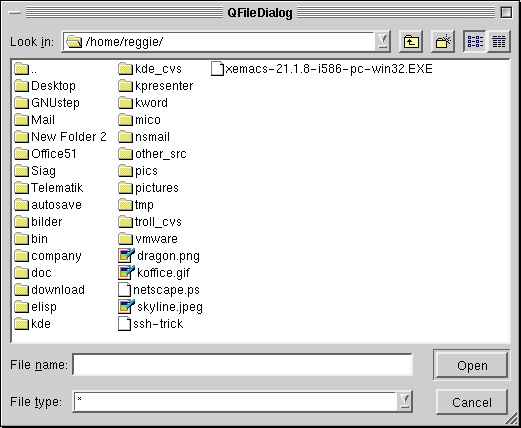 QFileDialog
Look in: /home/reggie/
..
Desktop
GNUstep
Mail
New Folder 2
Office51
Siag
Telematik
autosave
bilder
bin
company
doc
download
elisp
kde
kde_cvs
kpresenter
kword
mico
nsmail
other_src
pics
pictures
tmp
troll_cvs
vmware
dragon.png
koffice.gif
netscape.ps
skyline.jpeg
ssh-trick
xemacs-21.1.8-i586-pc-win32.EXE
File name:
Open
File type: *
Cancel